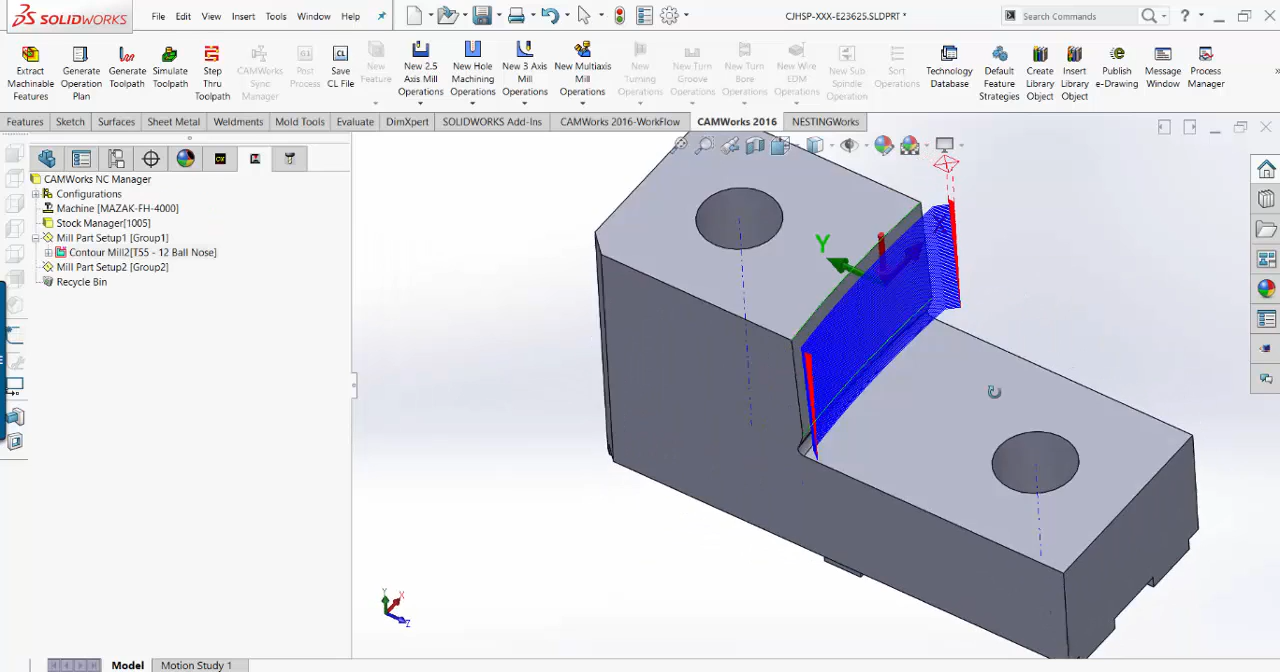 SOLIDWORKS File Edit View Insert Tools Window Help CJHSP-XXX-E23625.SLDPRT * Search Commands ?
Extract Machinable Features
Generate Operation Plan
Generate Toolpath
Simulate Toolpath
Step Thru Toolpath
CAMWorks Sync Manager
Post Process
Save CL File
New Feature
New 2.5 Axis Mill Operations
New Hole Machining Operations
New 3 Axis Mill Operations
New Multiaxis Mill Operations
New Turning Operations
New Turn Groove Operations
New Turn Bore Operations
New Wire EDM Operations
New Sub Spindle Operation
Sort Operations
Technology Database
Default Feature Strategies
Create Library Object
Insert Library Object
Publish e-Drawing
Message Window
Process Manager
Features Sketch Surfaces Sheet Metal Weldments Mold Tools Evaluate DimXpert SOLIDWORKS Add-Ins CAMWorks 2016-WorkFlow CAMWorks 2016 NESTINGWorks
CAMWorks NC Manager
Configurations
Machine [MAZAK-FH-4000]
Stock Manager[1005]
Mill Part Setup1 [Group1]
Contour Mill2[T55 - 12 Ball Nose]
Mill Part Setup2 [Group2]
Recycle Bin
Y
Y X Z
Model Motion Study 1